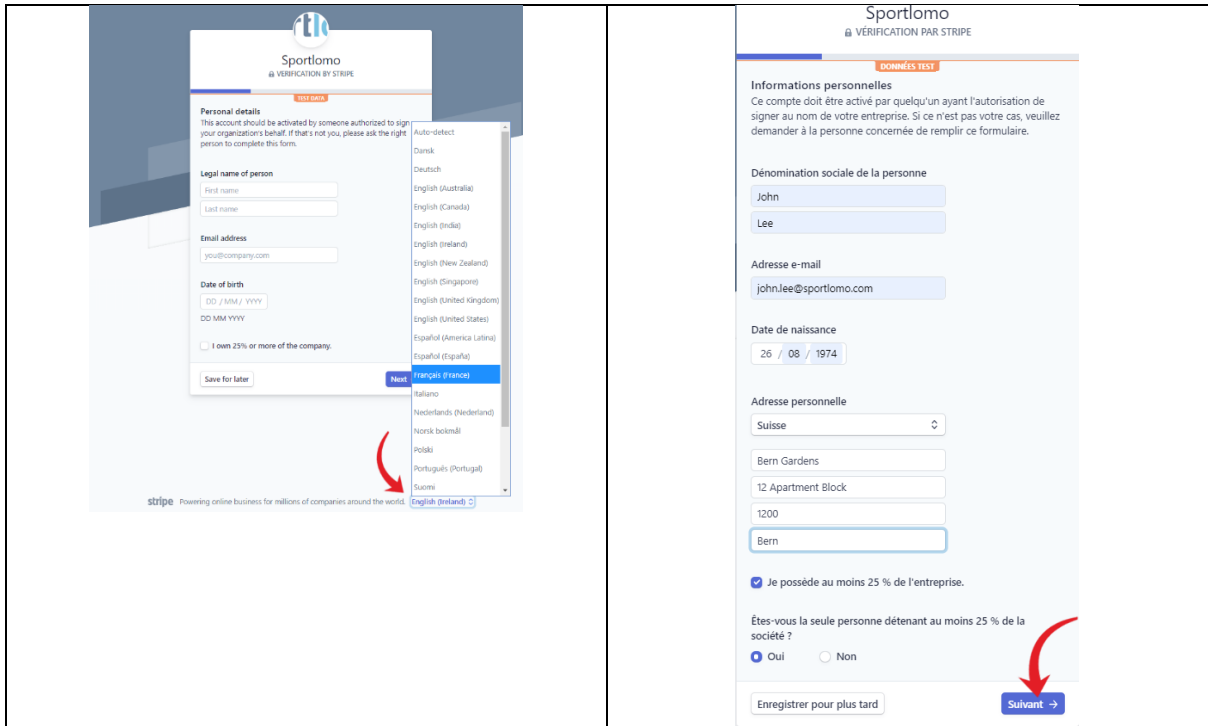 rtlo
Sportlomo
VERIFICATION BY STRIPE
TEST DATA
Personal details
This account should be activated by someone authorized to sign
your organization's behalf. If that's not you, please ask the right
person to complete this form.
Legal name of person
First name
Last name
Email address
you@company.com
Date of birth
DD / MM / YYYY
DD MM YYYY
I own 25% or more of the company.
Save for later
Next
Auto-detect
Dansk
Deutsch
English (Australia)
English (Canada)
English (India)
English (Ireland)
English (New Zealand)
English (Singapore)
English (United Kingdom)
English (United States)
Español (America Latina)
Español (España)
Français (France)
Italiano
Nederlands (Nederland)
Norsk bokmål
Polski
Português (Portugal)
Suomi
stripe Powering online business for millions of companies around the world. English (Ireland)
Sportlomo
VÉRIFICATION PAR STRIPE
DONNÉES TEST
Informations personnelles
Ce compte doit être activé par quelqu'un ayant l'autorisation de
signer au nom de votre entreprise. Si ce n'est pas votre cas, veuillez
demander à la personne concernée de remplir ce formulaire.
Dénomination sociale de la personne
John
Lee
Adresse e-mail
john.lee@sportlomo.com
Date de naissance
26 / 08 / 1974
Adresse personnelle
Suisse
Bern Gardens
12 Apartment Block
1200
Bern
Je possède au moins 25 % de l'entreprise.
Êtes-vous la seule personne détenant au moins 25 % de la
société ?
Oui Non
Enregistrer pour plus tard
Suivant →